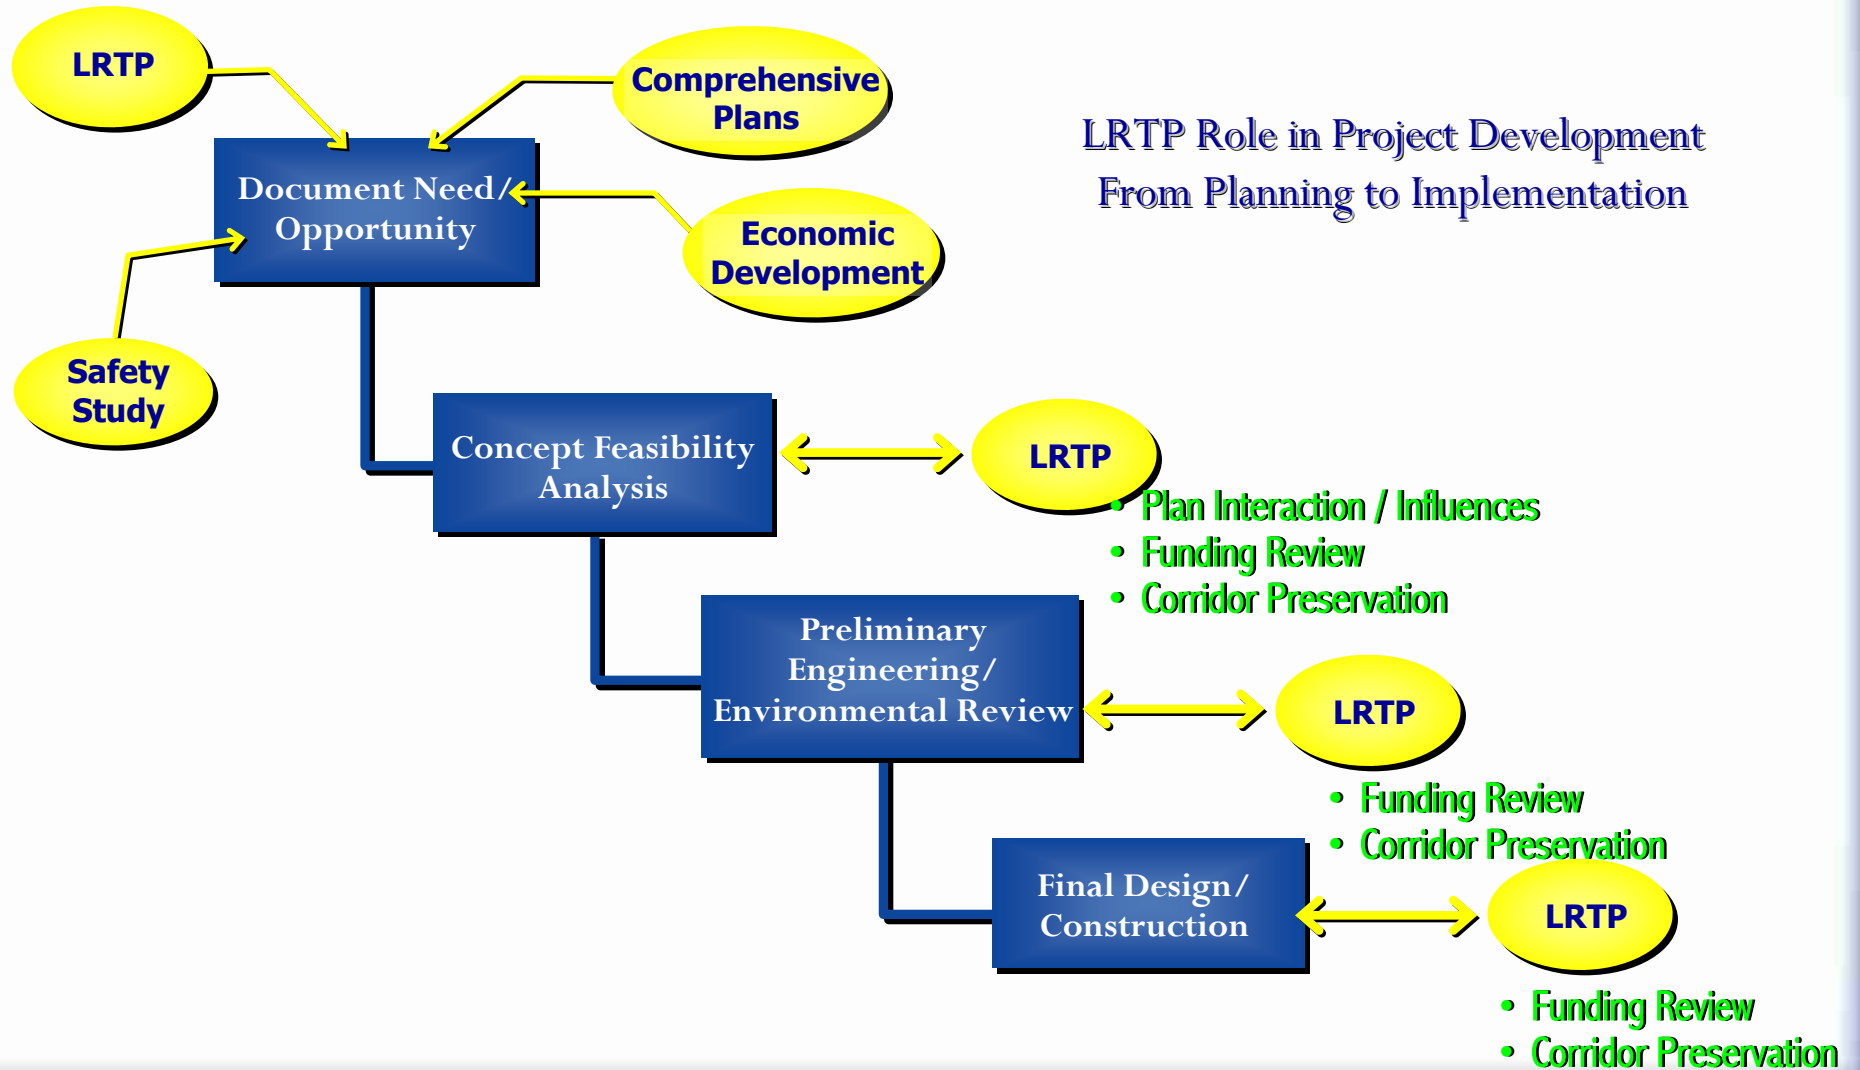 LRTP
Comprehensive
Plans
LRTP Role in Project Development
From Planning to Implementation
Document Need/
Opportunity
Economic
Development
Safety
Study
Concept Feasibility
Analysis
LRTP
• Plan Interaction / Influences
• Funding Review
• Corridor Preservation
Preliminary
Engineering/
Environmental Review
LRTP
• Funding Review
• Corridor Preservation
Final Design/
Construction
LRTP
• Funding Review
• Corridor Preservation